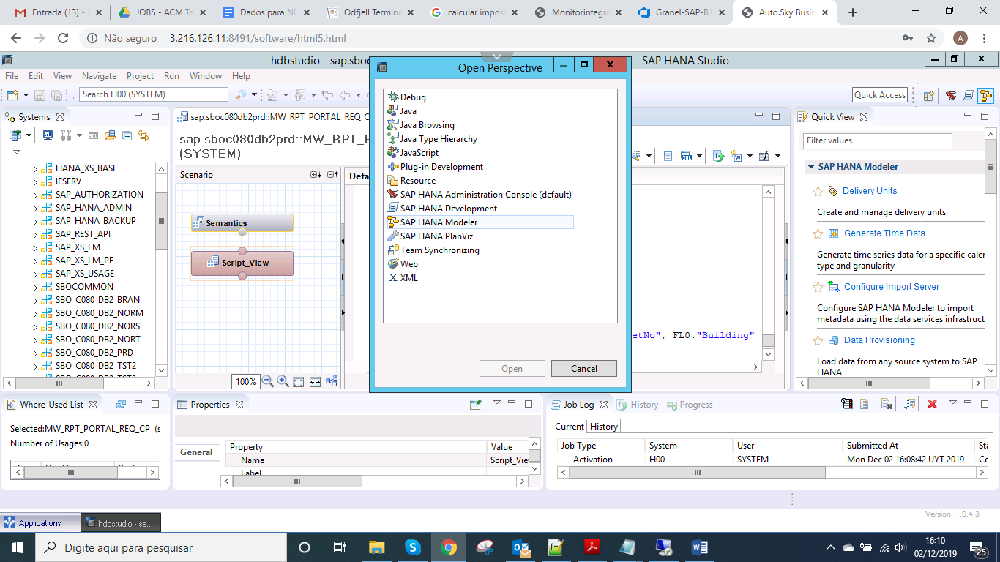 Entrada (13) - A
JOBS - ACM Te
Dados para NF
Odfjell Termina
calcular impost
Monitorintegra
Granel-SAP-B1
Auto.Sky Busin
Não seguro | 3.216.126.11:8491/software/html5.html
A
hdbstudio - sap.sboc
- SAP HANA Studio
File Edit View Navigate Project Run Window Help
Search H00 (SYSTEM)
Quick Access
Systems
HANA_XS_BASE
IFSERV
SAP_AUTHORIZATION
SAP_HANA_ADMIN
SAP_HANA_BACKUP
SAP_REST_API
SAP_XS_LM
SAP_XS_LM_PE
SAP_XS_USAGE
SBOCOMMON
SBO_C080_DB2_BRAN
SBO_C080_DB2_NORM
SBO_C080_DB2_NORS
SBO_C080_DB2_NORT
SBO_C080_DB2_PRD
SBO_C080_DB2_TST2
sap.sboc080db2prd::MW_RPT_PORTAL_REQ_C
sap.sboc080db2prd::MW_RPT_P
(SYSTEM)
Scenario
Semantics
Script_View
100%
Detai
etNo", FL0."Building"
Open Perspective
Debug
Java
Java Browsing
Java Type Hierarchy
JavaScript
Plug-in Development
Resource
SAP HANA Administration Console (default)
SAP HANA Development
SAP HANA Modeler
SAP HANA PlanViz
Team Synchronizing
Web
XML
Open
Cancel
Quick View
Filter values
SAP HANA Modeler
Delivery Units
Create and manage delivery units
Generate Time Data
Generate time series data for a specific caler
type and granularity
Configure Import Server
Configure SAP HANA Modeler to import
metadata using the data services infrastruct
Data Provisioning
Load data from any source system to SAP
HANA
Where-Used List
Selected:MW_RPT_PORTAL_REQ_CP (s
Number of Usages:0
Properties
General
Property Value
Name Script_Vie
Label
Job Log
History
Progress
Current History
Job Type System User Submitted At Sta
Activation H00 SYSTEM Mon Dec 02 16:08:42 UYT 2019 Co
Version: 1.0.4.3
Applications
hdbstudio - sa...
Digite aqui para pesquisar
16:10
02/12/2019
25